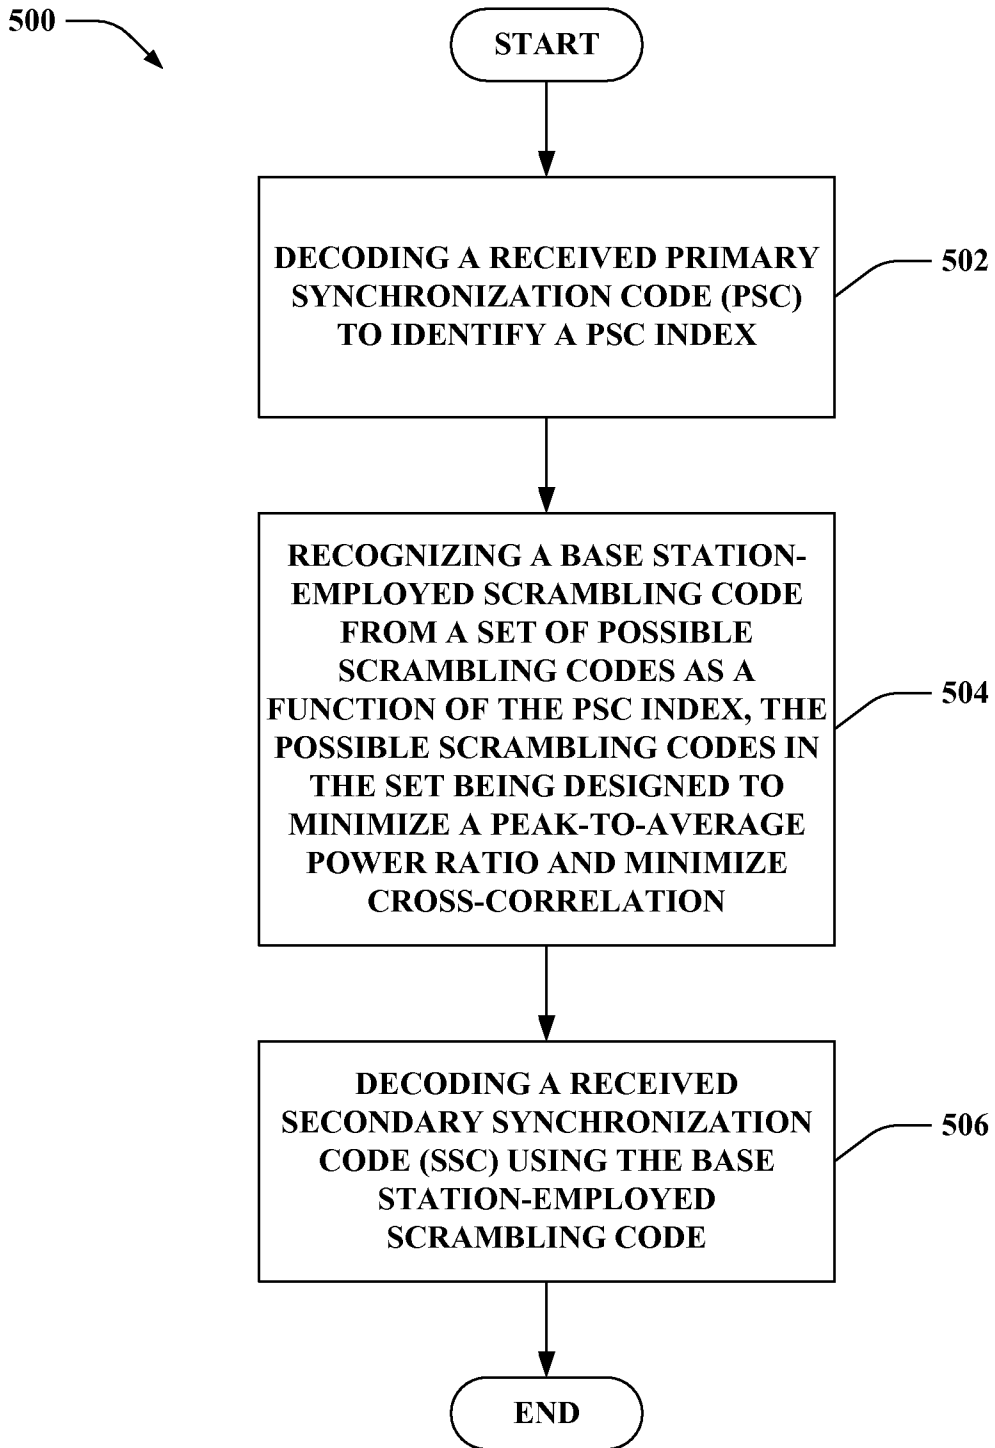 500
START
DECODING A RECEIVED PRIMARY
SYNCHRONIZATION CODE (PSC)
TO IDENTIFY A PSC INDEX
502
RECOGNIZING A BASE STATION-
EMPLOYED SCRAMBLING CODE
FROM A SET OF POSSIBLE
SCRAMBLING CODES AS A
FUNCTION OF THE PSC INDEX, THE
POSSIBLE SCRAMBLING CODES IN
THE SET BEING DESIGNED TO
MINIMIZE A PEAK-TO-AVERAGE
POWER RATIO AND MINIMIZE
CROSS-CORRELATION
504
DECODING A RECEIVED
SECONDARY SYNCHRONIZATION
CODE (SSC) USING THE BASE
STATION-EMPLOYED
SCRAMBLING CODE
506
END